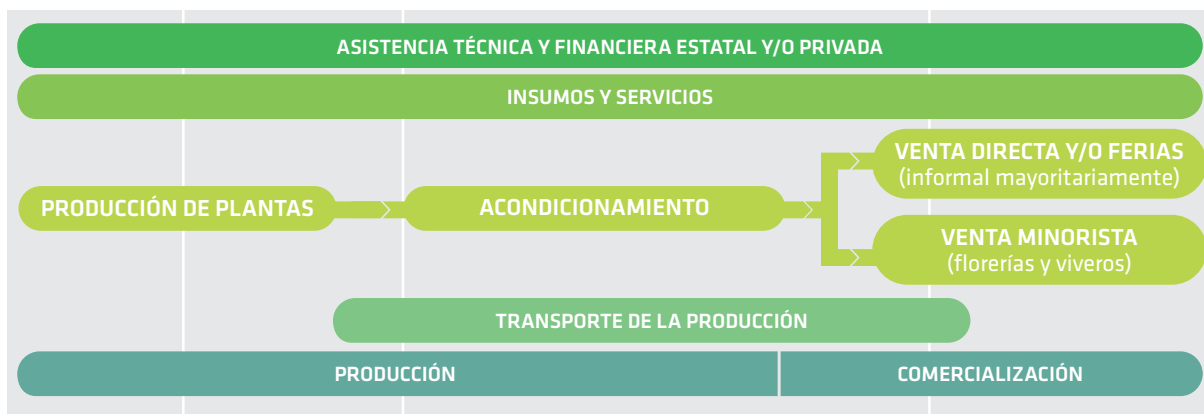 ASISTENCIA TÉCNICA Y FINANCIERA ESTATAL Y/O PRIVADA
INSUMOS Y SERVICIOS
PRODUCCIÓN DE PLANTAS
ACONDICIONAMIENTO
VENTA DIRECTA Y/O FERIAS
(informal mayoritariamente)
VENTA MINORISTA
(florerías y viveros)
TRANSPORTE DE LA PRODUCCIÓN
PRODUCCIÓN
COMERCIALIZACIÓN